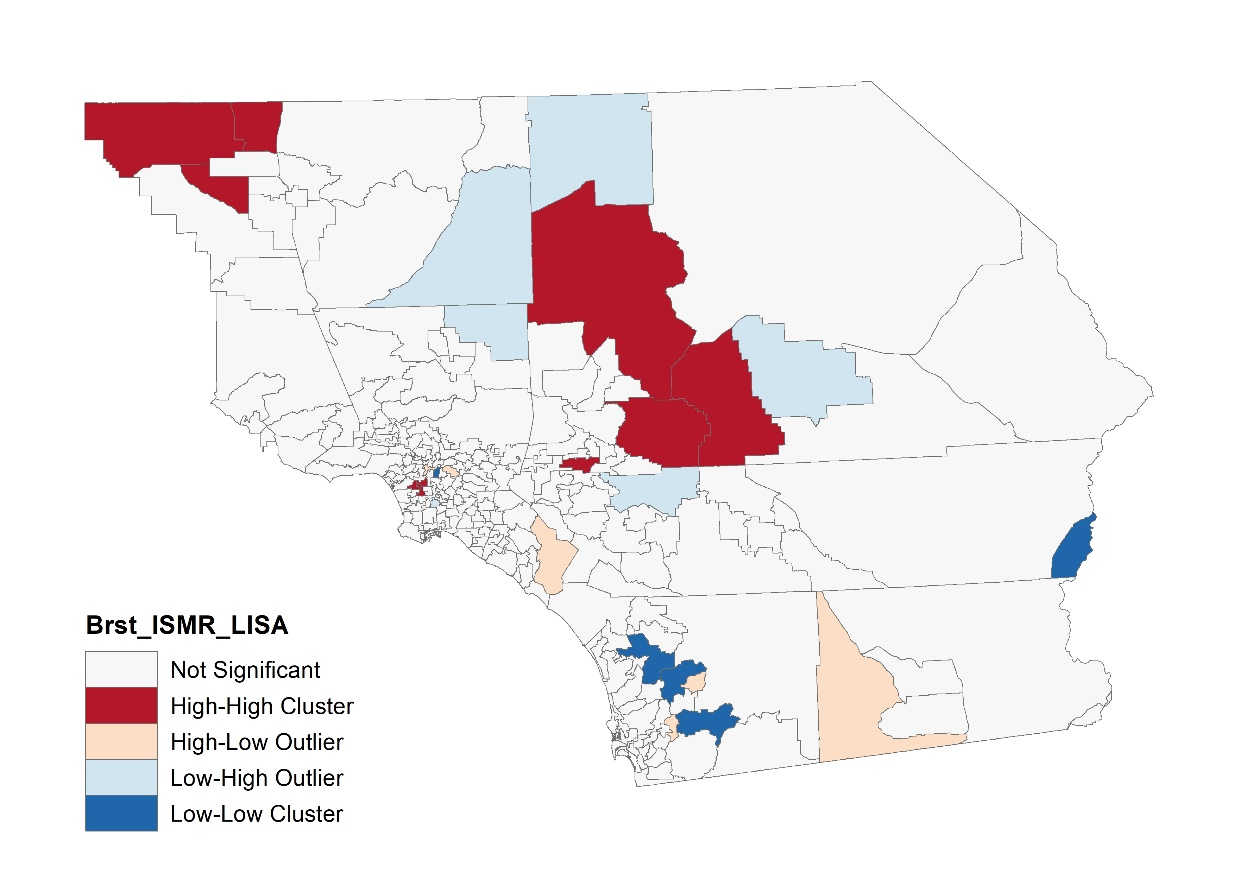 Brst_ISMR_LISA
Not Significant
High-High Cluster
High-Low Outlier
Low-High Outlier
Low-Low Cluster